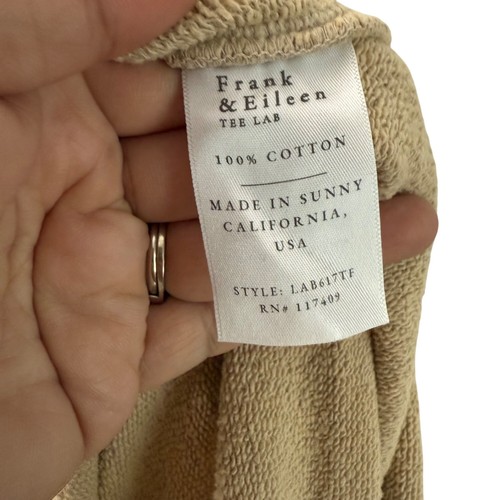 Frank
& Eileen
TEE LAB
100% COTTON
MADE IN SUNNY
CALIFORNIA,
USA
STYLE: LAB617TF
RN# 117409